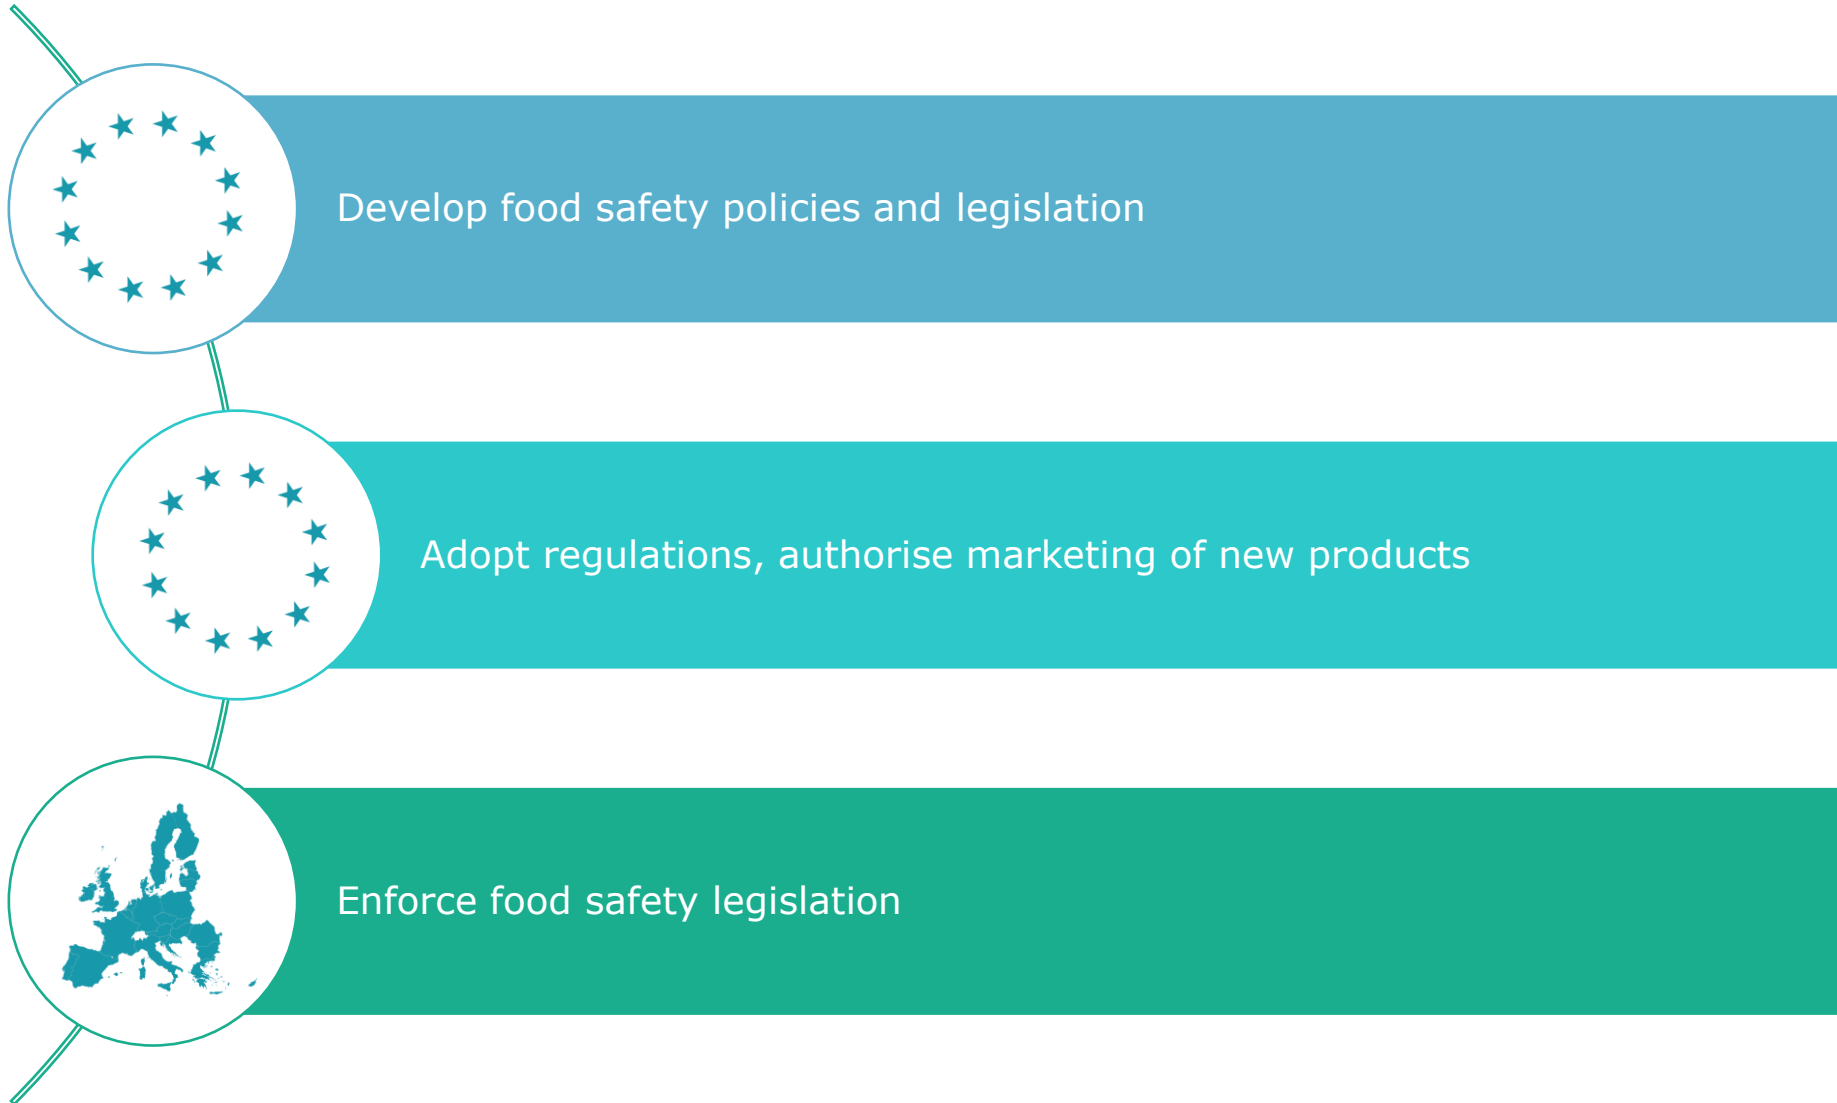 Develop food safety policies and legislation
Adopt regulations, authorise marketing of new products
Enforce food safety legislation